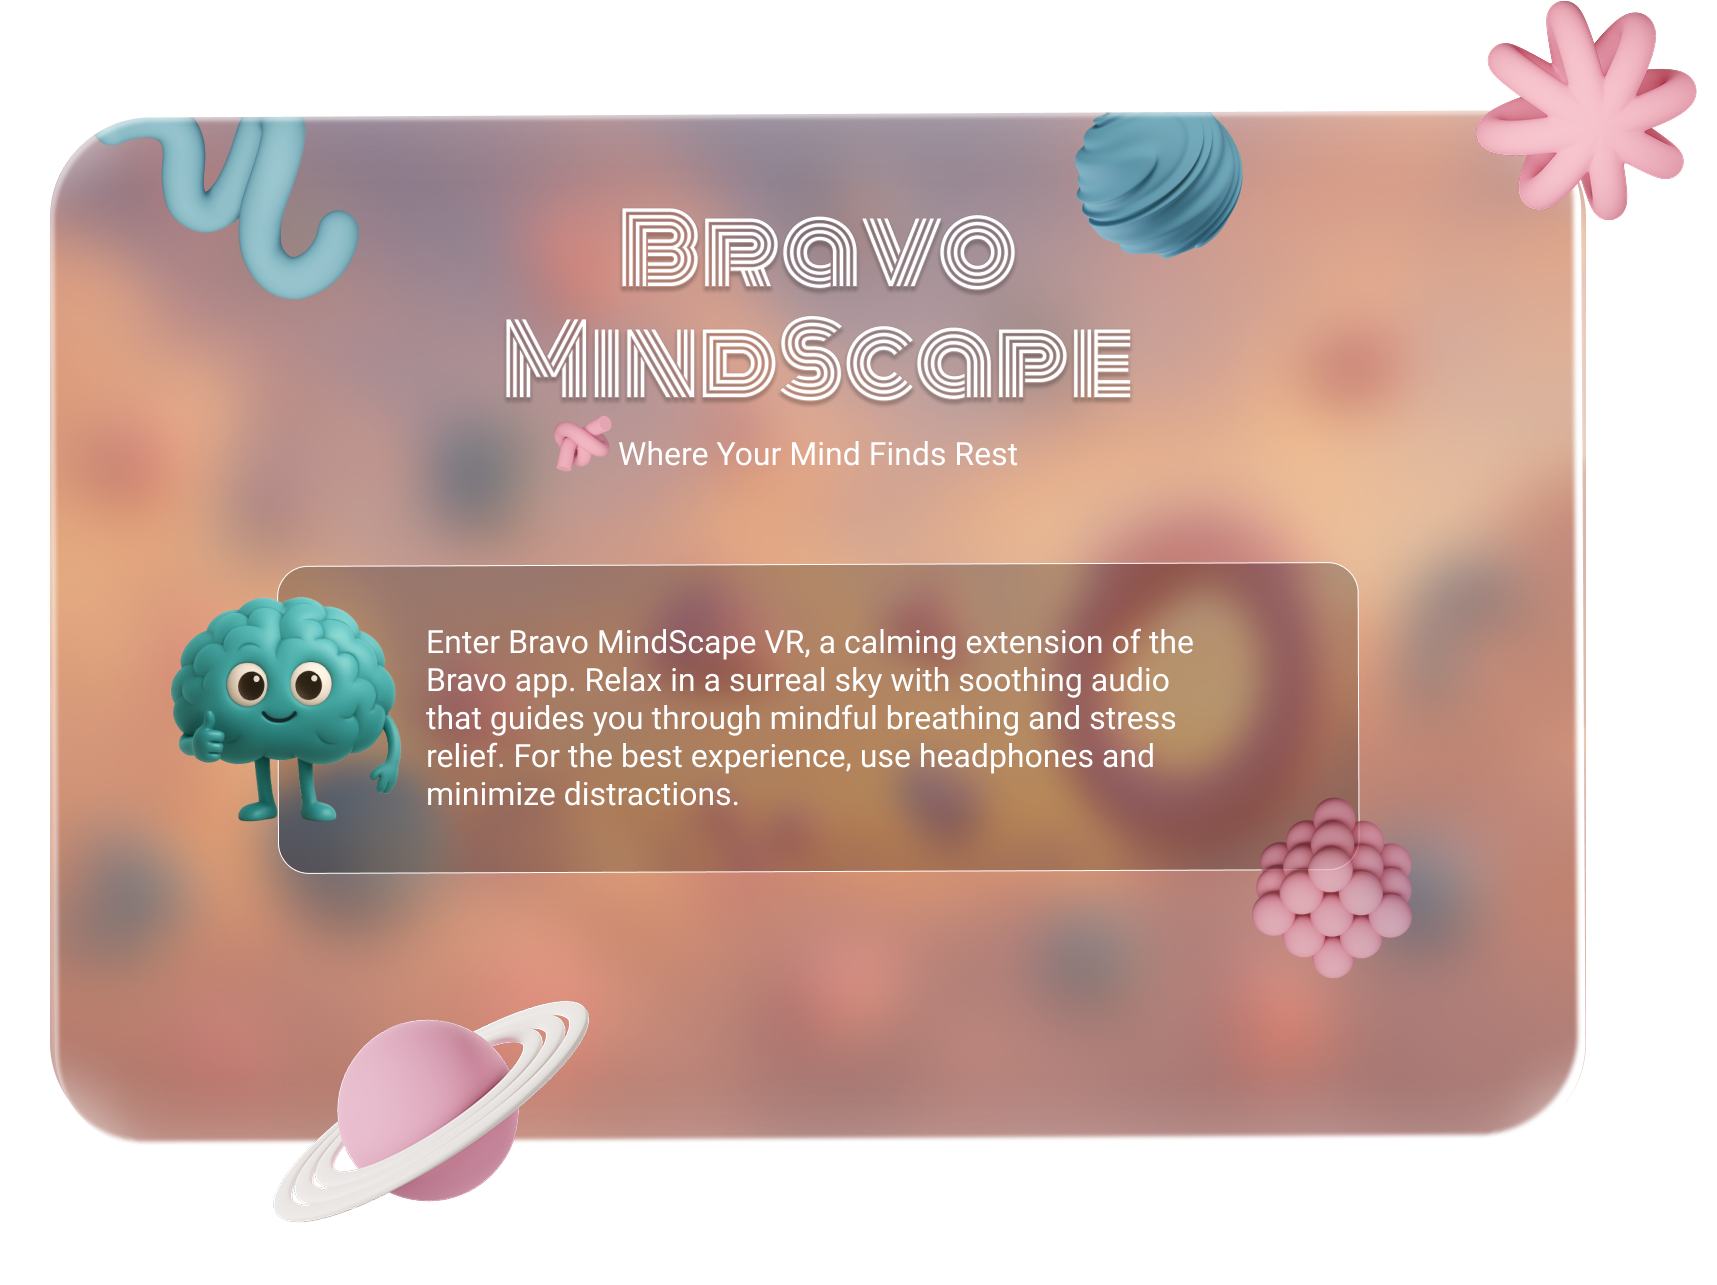 Bravo
MindScape
Where Your Mind Finds Rest
Enter Bravo MindScape VR, a calming extension of the
Bravo app. Relax in a surreal sky with soothing audio
that guides you through mindful breathing and stress
relief. For the best experience, use headphones and
minimize distractions.